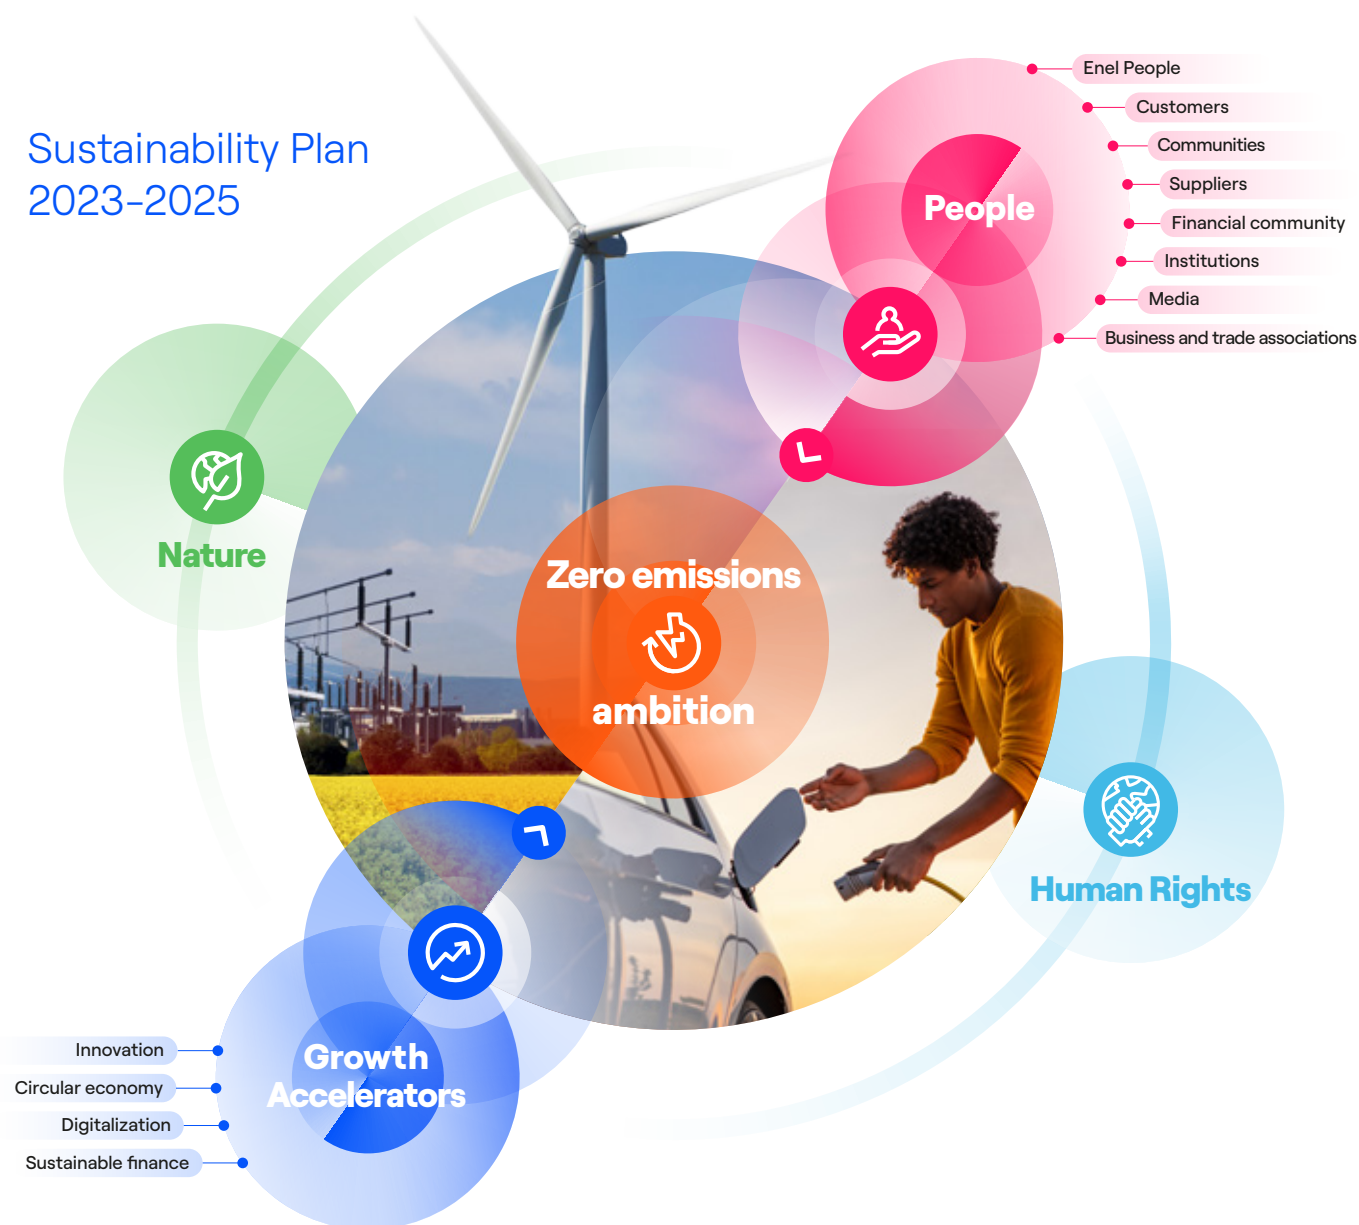 Sustainability Plan
2023-2025
Enel People
Customers
Communities
Suppliers
Financial community
Institutions
Media
Business and trade associations
People
Nature
Zero emissions
ambition
Human Rights
Growth
Accelerators
Innovation
Circular economy
Digitalization
Sustainable finance